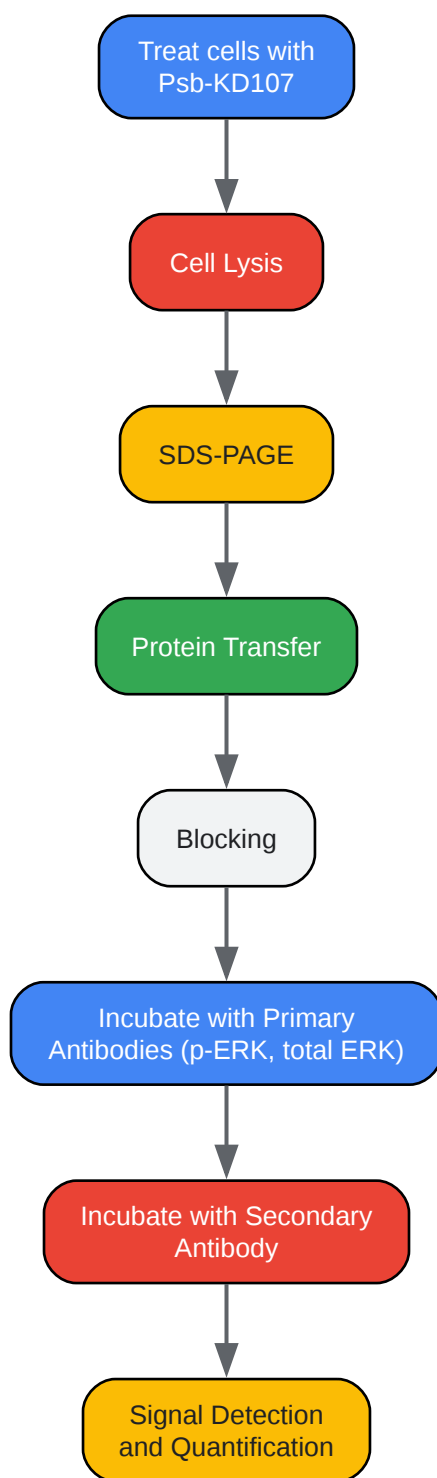 Treat cells with
Psb-KD107
Cell Lysis
SDS-PAGE
Protein Transfer
Blocking
Incubate with Primary
Antibodies (p-ERK, total ERK)
Incubate with Secondary
Antibody
Signal Detection
and Quantification